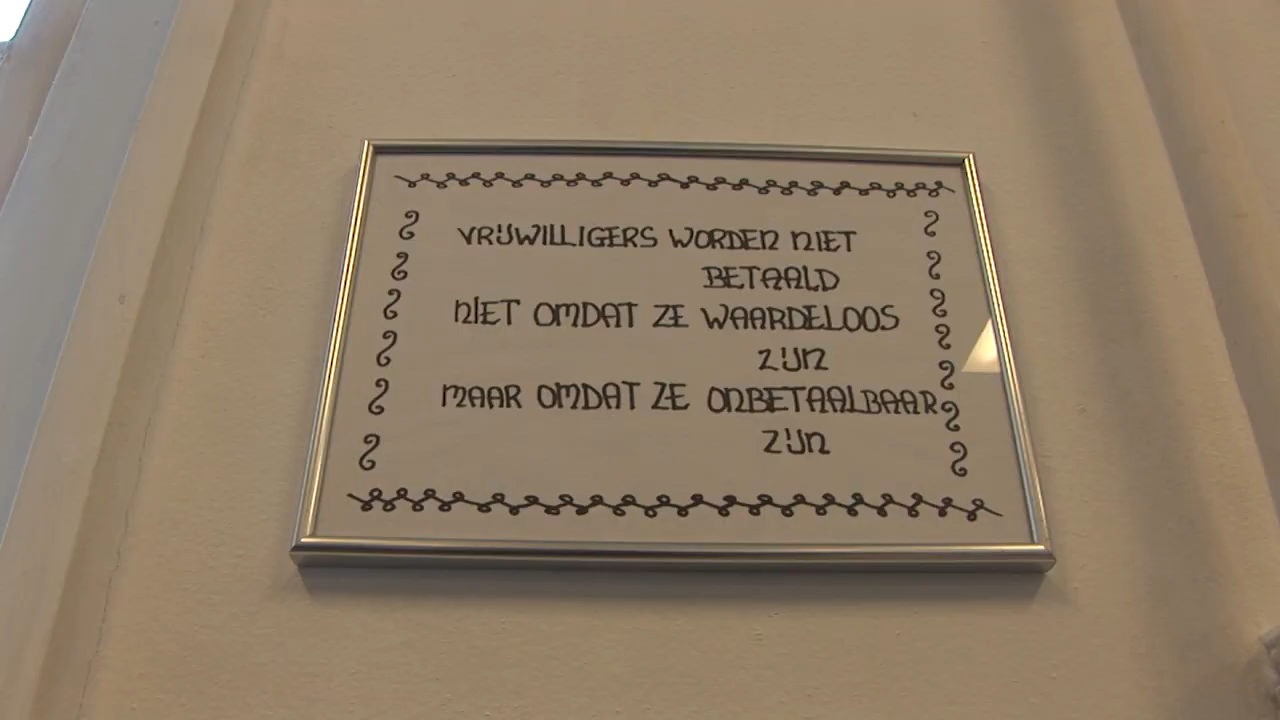 VRIJWILLIGERS WORDEN NIET
BETAALD
NIET OMDAT ZE WAARDELOOS
ZIJN
MAAR OMDAT ZE ONBETAALBAAR
ZIJN